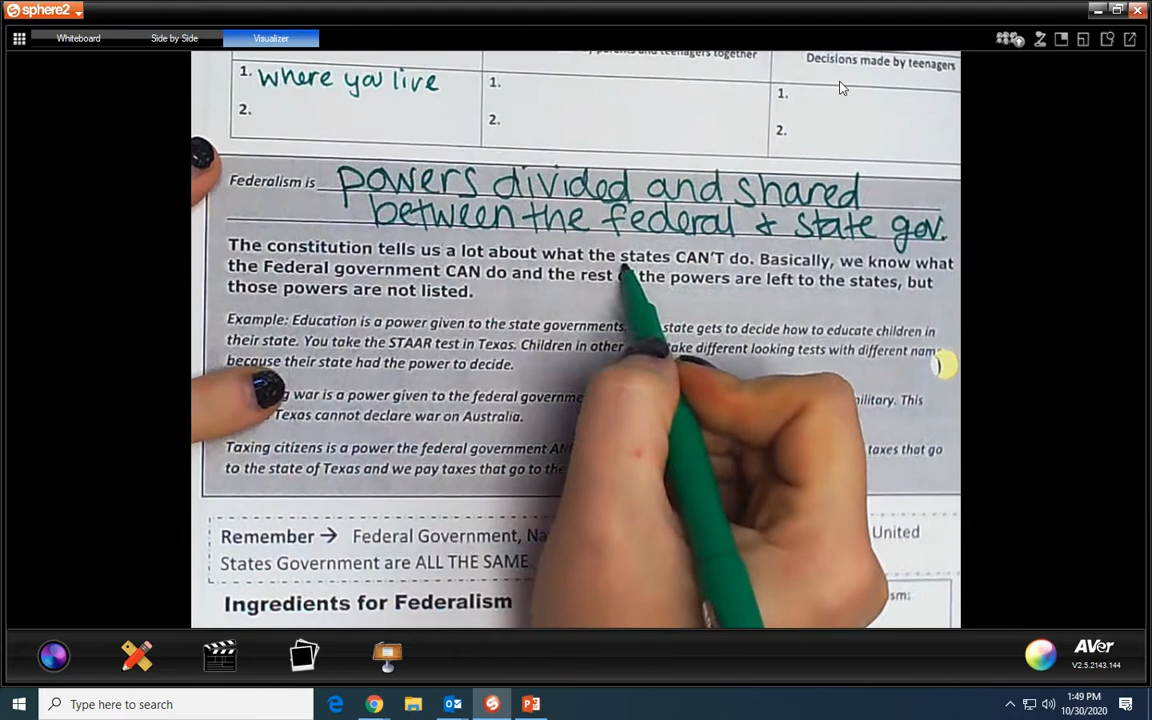 sphere2
Whiteboard
Side by Side
Visualizer
by parents and teenagers together
Decisions made by teenagers
1. where you live
1.
1.
2.
2.
2.
Federalism is powers divided and shared
between the federal & state gov.
The constitution tells us a lot about what the states CAN'T do. Basically, we know what
the Federal government CAN do and the rest the powers are left to the states, but
those powers are not listed.
Example: Education is a power given to the state governments. state gets to decide how to educate children in
their state. You take the STAAR test in Texas. Children in other take different looking tests with different
because their state had the power to decide.
war is a power given to the federal military. This
Texas cannot declare war on Australia.
Taxing citizens is a power the federal government taxes that go
to the state of Texas and we pay taxes that go to the
Remember → Federal Government, United
States Government are ALL THE SAME
Ingredients for Federalism
AVer
V2.5.2143.144
Type here to search
1:49 PM
10/30/2020